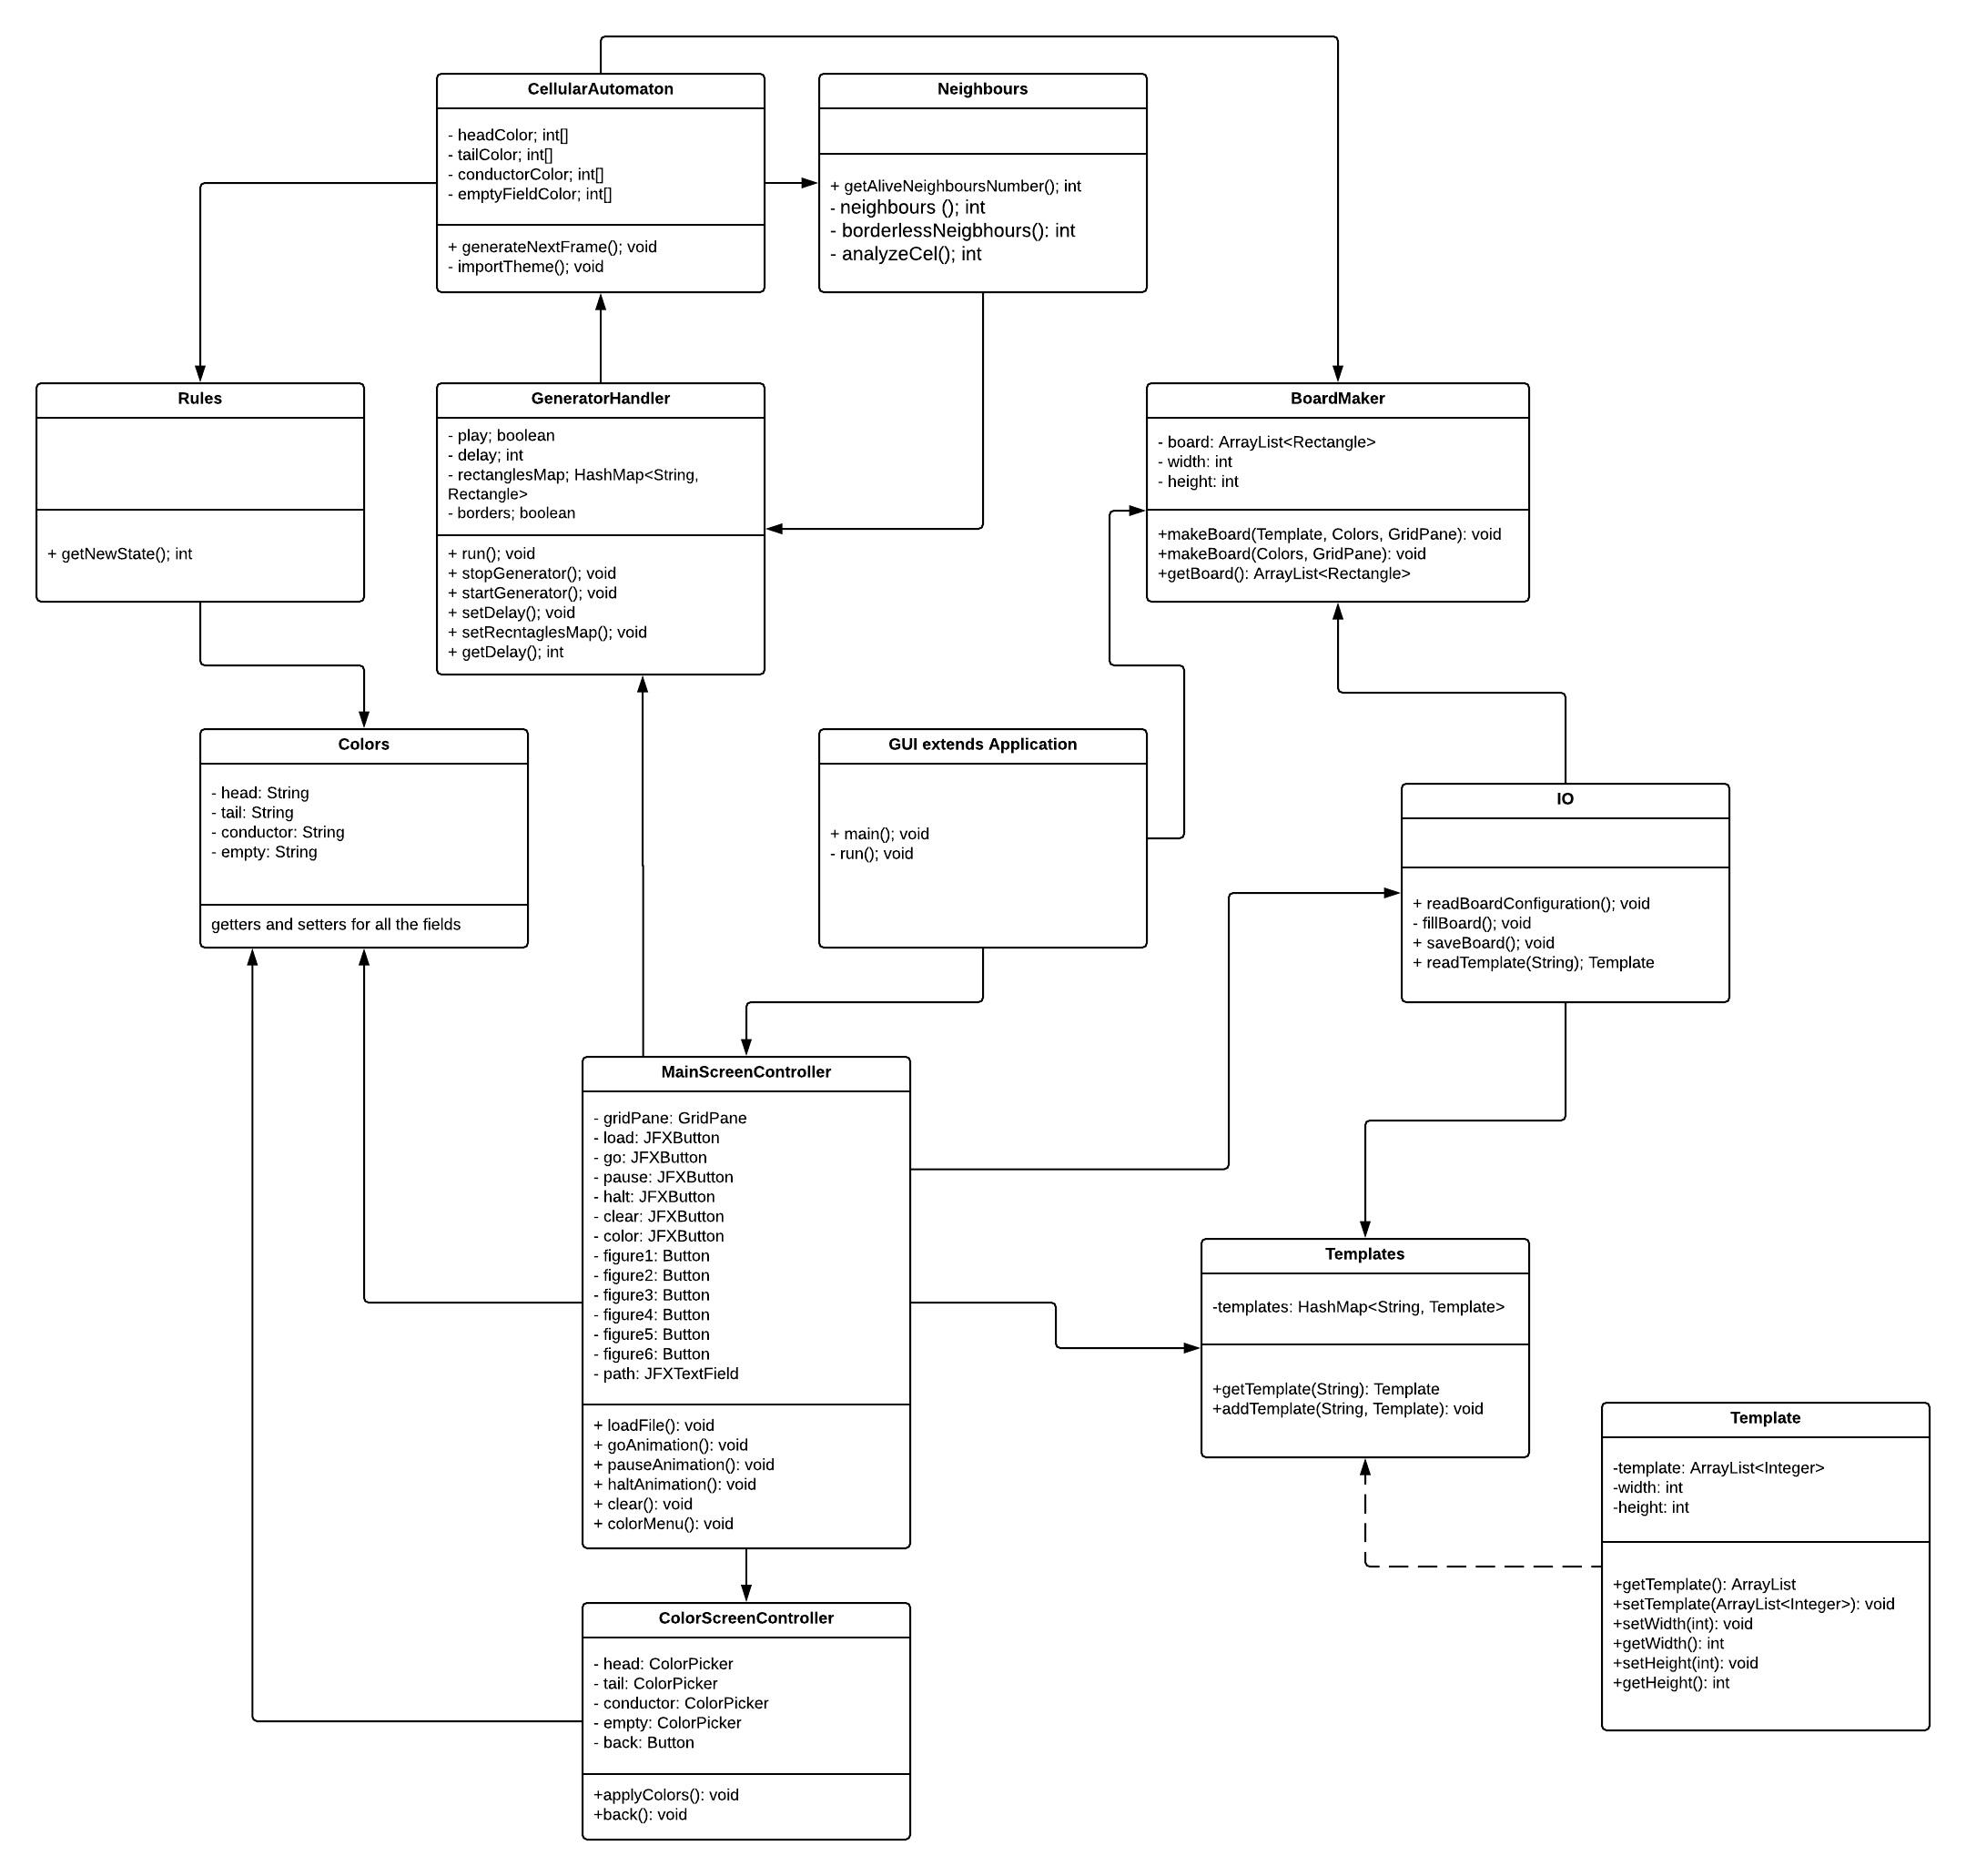 CellularAutomaton
- headColor; int[]
- tailColor; int[]
- conductorColor; int[]
- emptyFieldColor; int[]
+ generateNextFrame(); void
- importTheme(); void
Neighbours
+ getAliveNeighboursNumber(); int
- neighbours (); int
- borderlessNeigbhours(): int
- analyzeCel(); int
Rules
+ getNewState(); int
GeneratorHandler
- play; boolean
- delay; int
- rectanglesMap; HashMap<String,
Rectangle>
- borders; boolean
+ run(); void
+ stopGenerator(); void
+ startGenerator(); void
+ setDelay(); void
+ setRecntaglesMap(); void
+ getDelay(); int
BoardMaker
- board: ArrayList<Rectangle>
- width: int
- height: int
+makeBoard(Template, Colors, GridPane): void
+makeBoard(Colors, GridPane): void
+getBoard(): ArrayList<Rectangle>
Colors
- head: String
- tail: String
- conductor: String
- empty: String
getters and setters for all the fields
GUI extends Application
+ main(); void
- run(); void
IO
+ readBoardConfiguration(); void
- fillBoard(); void
+ saveBoard(); void
+ readTemplate(String); Template
MainScreenController
- gridPane: GridPane
- load: JFXButton
- go: JFXButton
- pause: JFXButton
- halt: JFXButton
- clear: JFXButton
- color: JFXButton
- figure1: Button
- figure2: Button
- figure3: Button
- figure4: Button
- figure5: Button
- figure6: Button
- path: JFXTextField
+ loadFile(): void
+ goAnimation(): void
+ pauseAnimation(): void
+ haltAnimation(): void
+ clear(): void
+ colorMenu(): void
Templates
-templates: HashMap<String, Template>
+getTemplate(String): Template
+addTemplate(String, Template): void
Template
-template: ArrayList<Integer>
-width: int
-height: int
+getTemplate(): ArrayList
+setTemplate(ArrayList<Integer>): void
+setWidth(int): void
+getWidth(): int
+setHeight(int): void
+getHeight(): int
ColorScreenController
- head: ColorPicker
- tail: ColorPicker
- conductor: ColorPicker
- empty: ColorPicker
- back: Button
+applyColors(): void
+back(): void